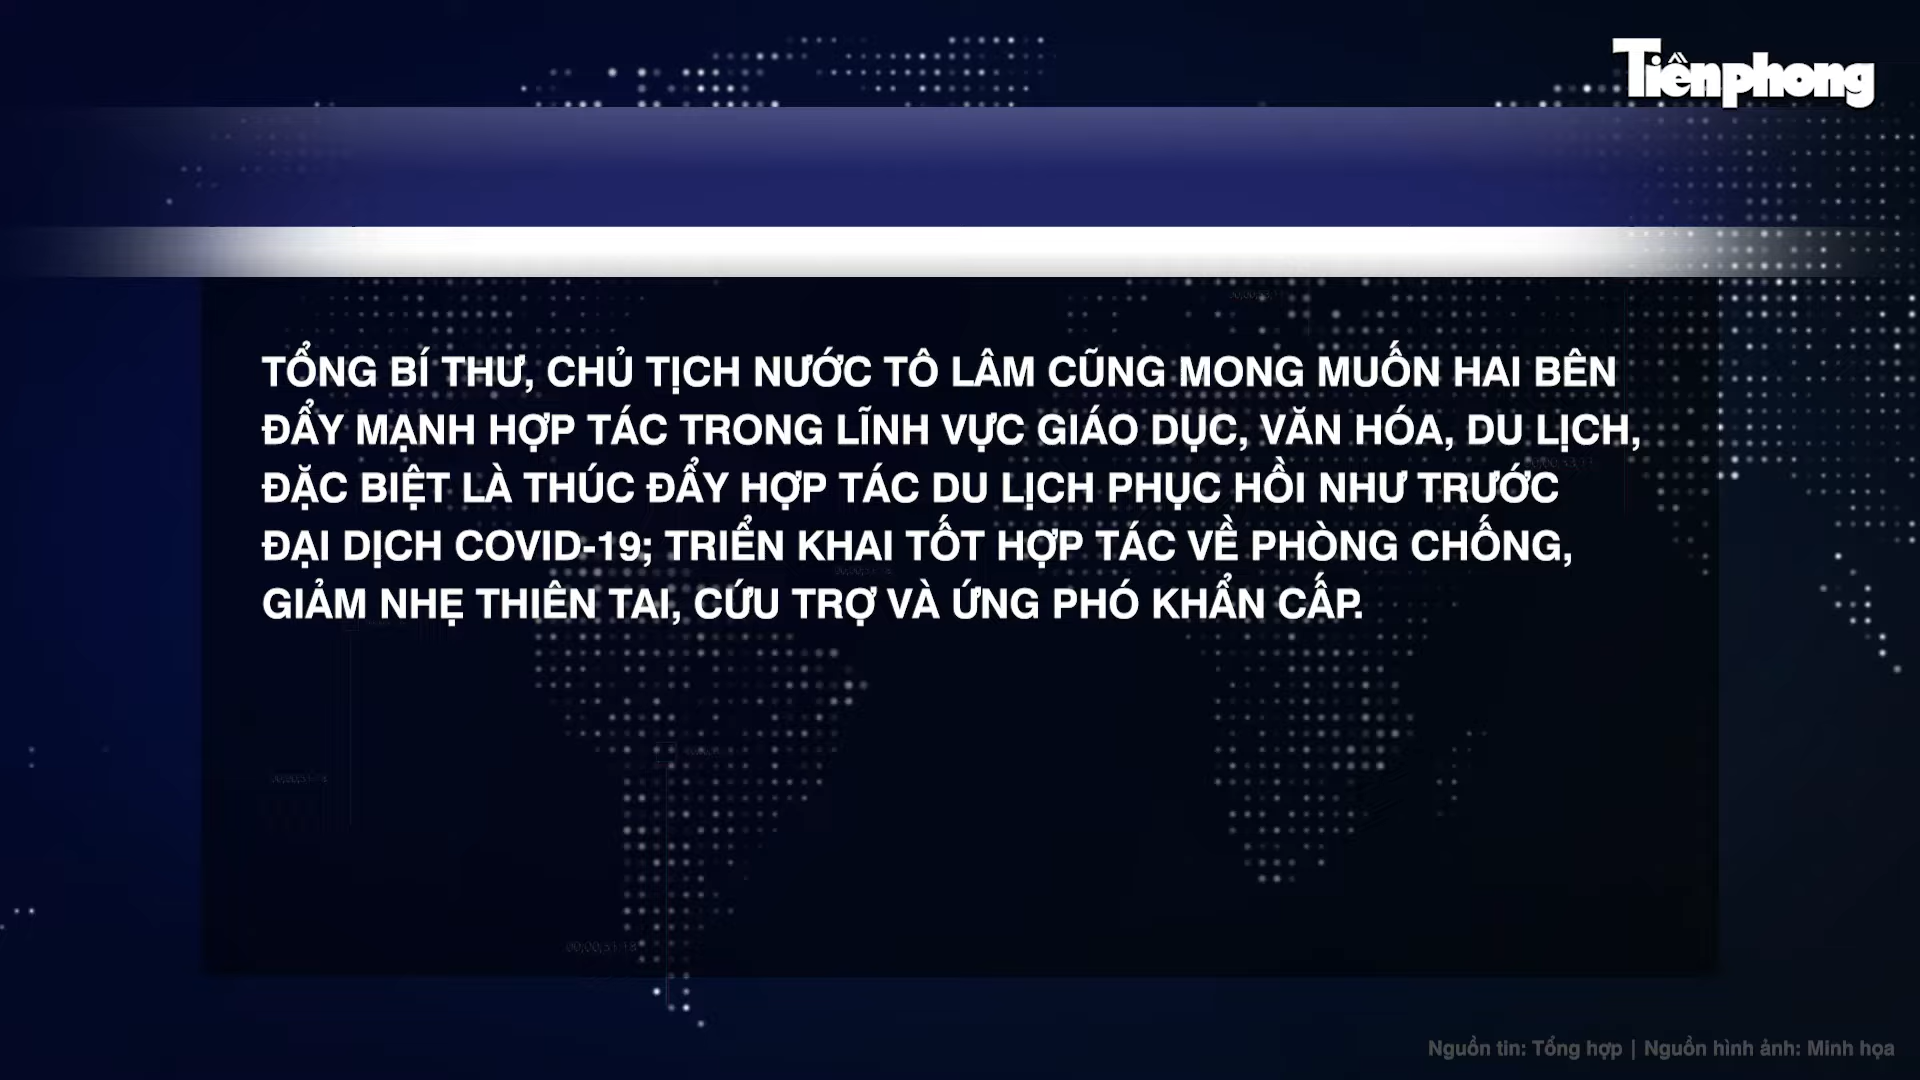 Tiềnphong
TỔNG BÍ THƯ, CHỦ TỊCH NƯỚC TÔ LÂM CŨNG MONG MUỐN HAI BÊN
ĐẨY MẠNH HỢP TÁC TRONG LĨNH VỰC GIÁO DỤC, VĂN HÓA, DU LỊCH,
ĐẶC BIỆT LÀ THÚC ĐẨY HỢP TÁC DU LỊCH PHỤC HỒI NHƯ TRƯỚC
ĐẠI DỊCH COVID-19; TRIỂN KHAI TỐT HỢP TÁC VỀ PHÒNG CHỐNG,
GIẢM NHẸ THIÊN TAI, CỨU TRỢ VÀ ỨNG PHÓ KHẨN CẤP.
Nguồn tin: Tổng hợp | Nguồn hình ảnh: Minh họa